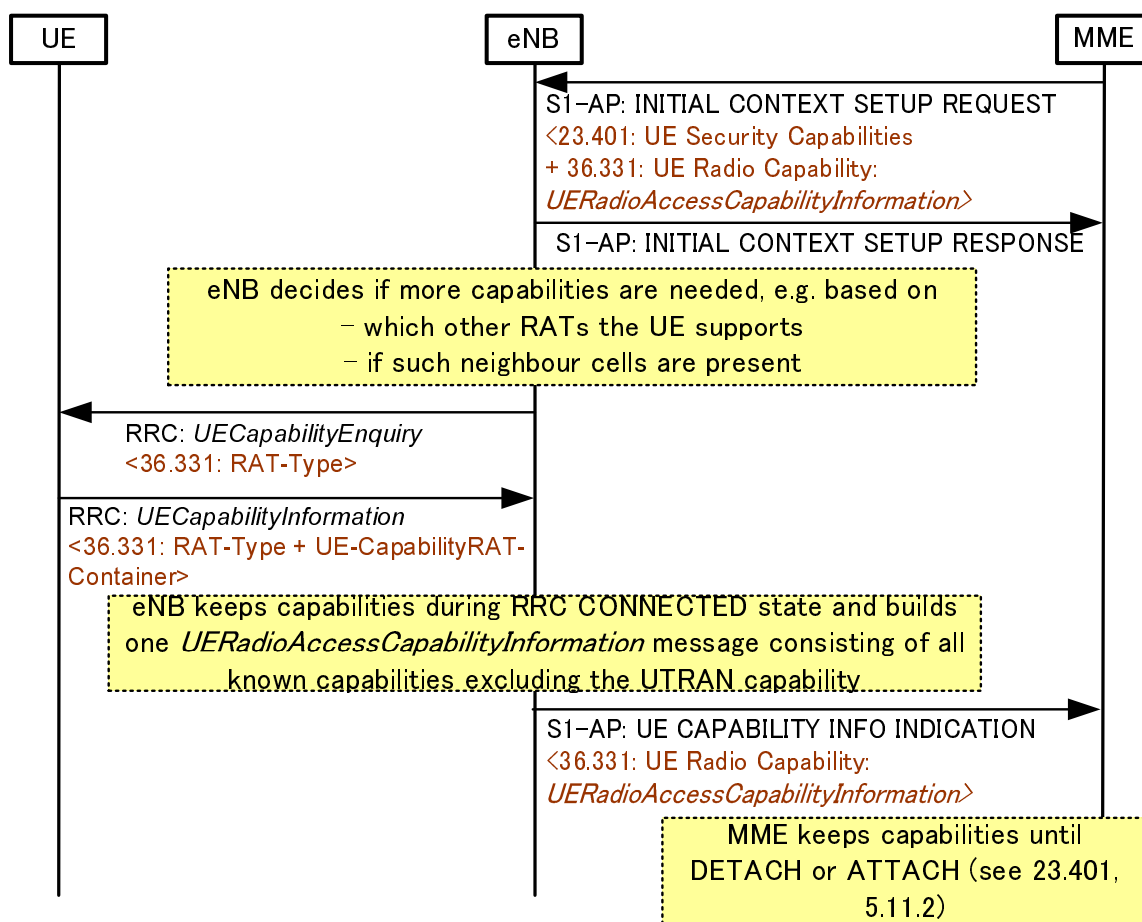 UE
eNB
MME
S1-AP: INITIAL CONTEXT SETUP REQUEST
<23.401: UE Security Capabilities
+ 36.331: UE Radio Capability:
UERadioAccessCapabilityInformation>
S1-AP: INITIAL CONTEXT SETUP RESPONSE
eNB decides if more capabilities are needed, e.g. based on
- which other RATs the UE supports
- if such neighbour cells are present
RRC: UECapabilityEnquiry
<36.331: RAT-Type>
RRC: UECapabilityInformation
<36.331: RAT-Type + UE-CapabilityRAT-
Container>
eNB keeps capabilities during RRC CONNECTED state and builds
one UERadioAccessCapabilityInformation message consisting of all
known capabilities excluding the UTRAN capability
S1-AP: UE CAPABILITY INFO INDICATION
<36.331: UE Radio Capability:
UERadioAccessCapabilityInformation>
MME keeps capabilities until
DETACH or ATTACH (see 23.401,
5.11.2)